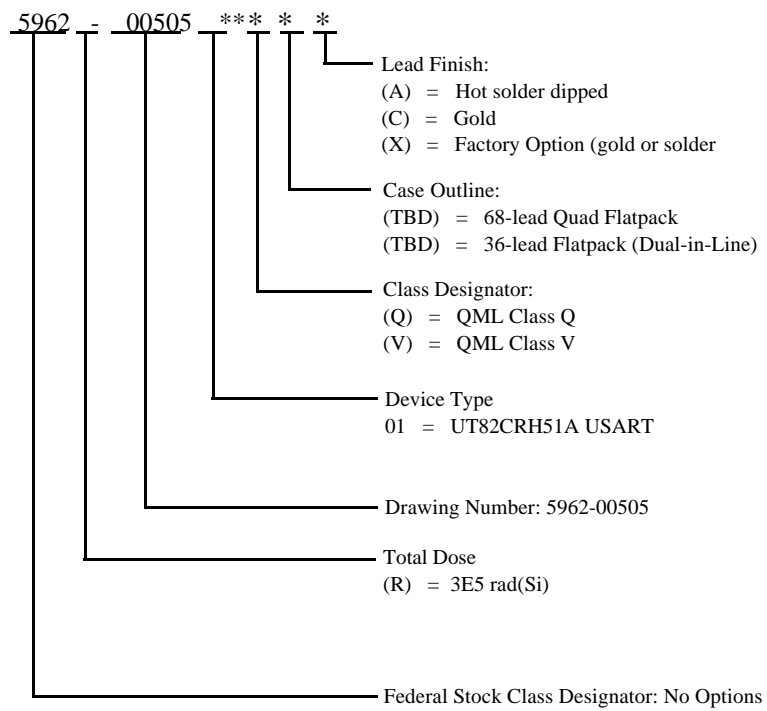 5962 - 00505 ** * * *
Lead Finish:
(A) = Hot solder dipped
(C) = Gold
(X) = Factory Option (gold or solder
Case Outline:
(TBD) = 68-lead Quad Flatpack
(TBD) = 36-lead Flatpack (Dual-in-Line)
Class Designator:
(Q) = QML Class Q
(V) = QML Class V
Device Type
01 = UT82CRH51A USART
Drawing Number: 5962-00505
Total Dose
(R) = 3E5 rad(Si)
Federal Stock Class Designator: No Options